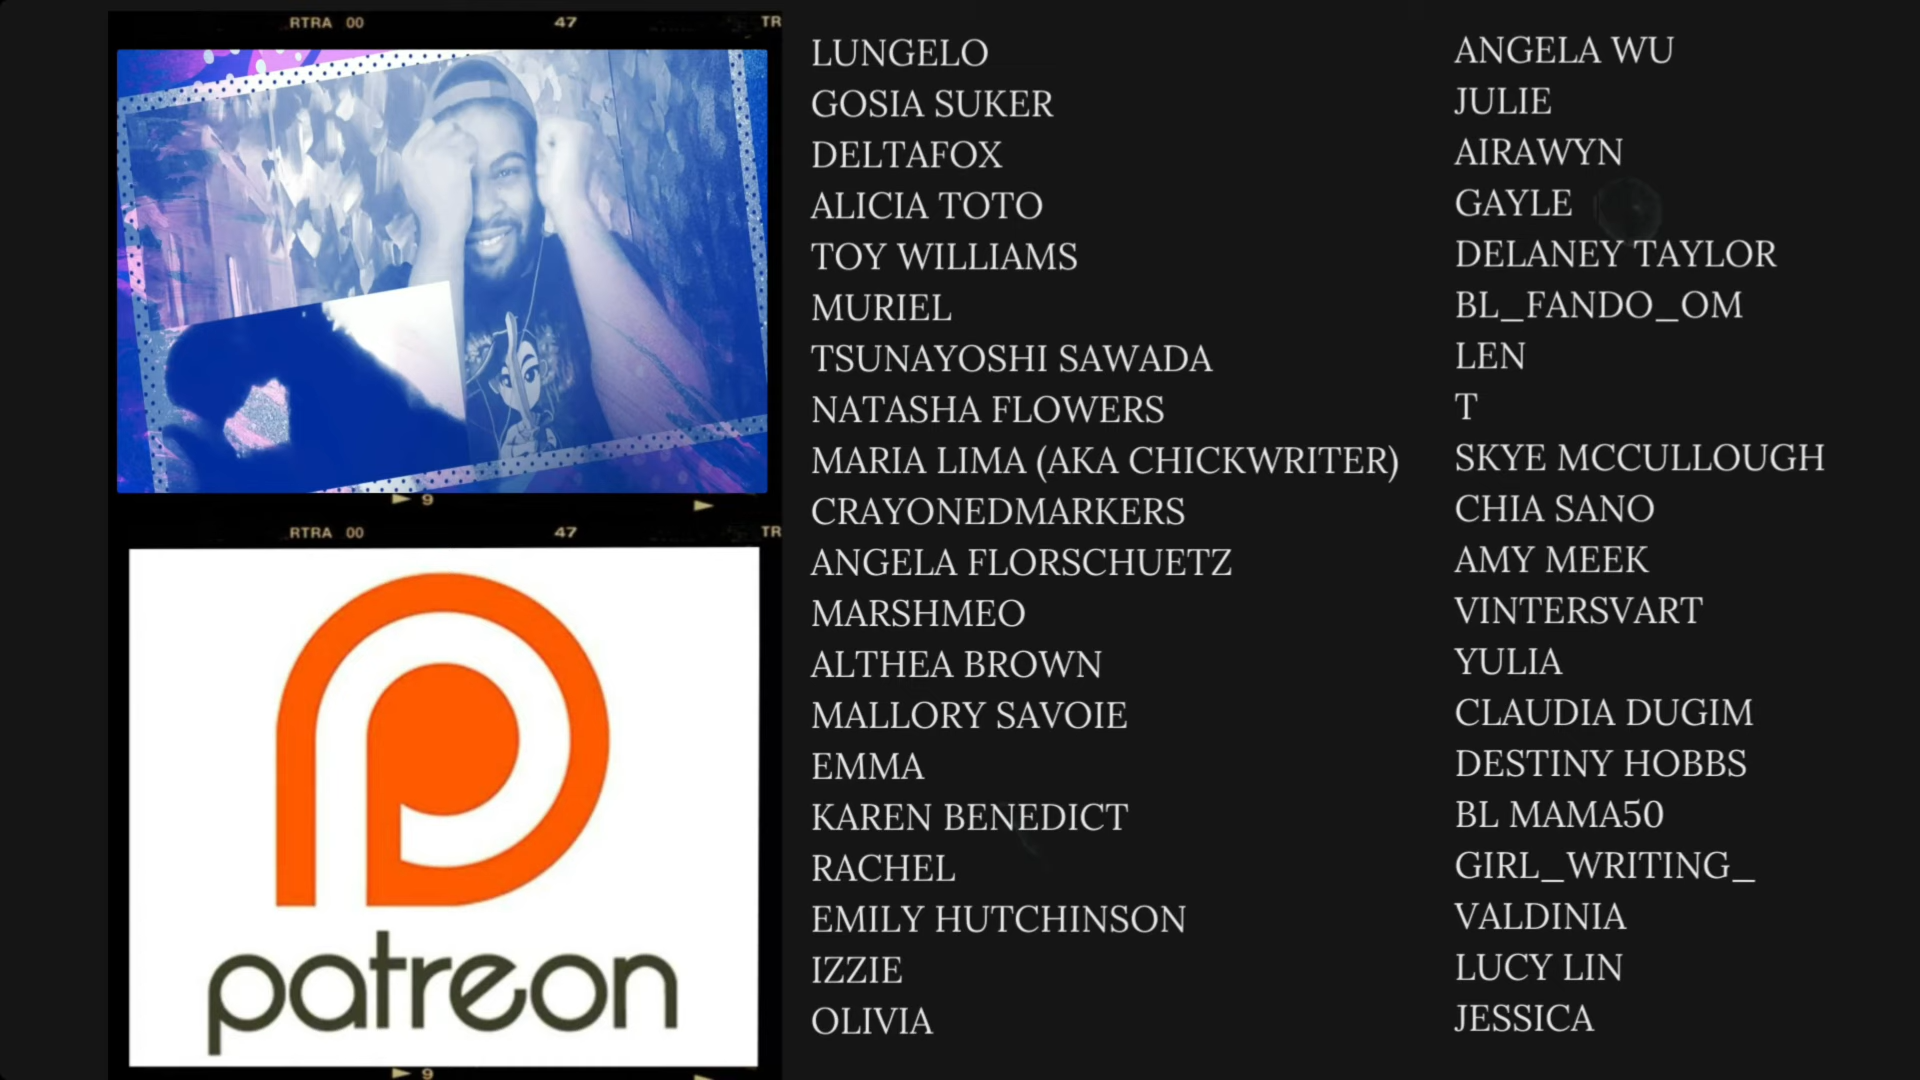 RTRA 00 47 TR
9
RTRA 00 47 TR
patreon
9
LUNGELO
GOSIA SUKER
DELTAFOX
ALICIA TOTO
TOY WILLIAMS
MURIEL
TSUNAYOSHI SAWADA
NATASHA FLOWERS
MARIA LIMA (AKA CHICKWRITER)
CRAYONEDMARKERS
ANGELA FLORSCHUETZ
MARSHMEO
ALTHEA BROWN
MALLORY SAVOIE
EMMA
KAREN BENEDICT
RACHEL
EMILY HUTCHINSON
IZZIE
OLIVIA
ANGELA WU
JULIE
AIRAWYN
GAYLE
DELANEY TAYLOR
BL_FANDO_OM
LEN
T
SKYE MCCULLOUGH
CHIA SANO
AMY MEEK
VINTERSVART
YULIA
CLAUDIA DUGIM
DESTINY HOBBS
BL MAMA50
GIRL_WRITING_
VALDINIA
LUCY LIN
JESSICA